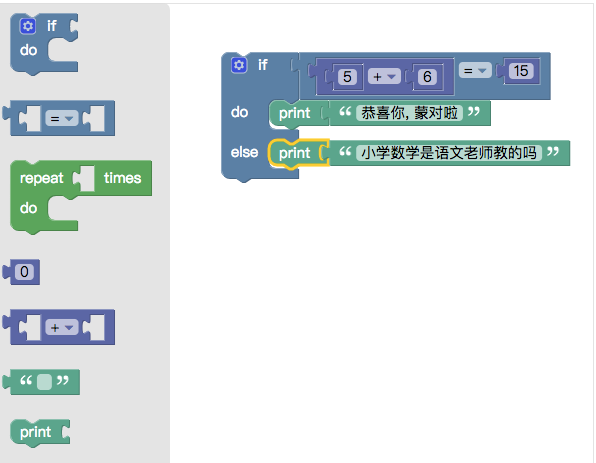 if
do
=
repeat times
do
0
+
“ ”
print
if 5 + 6 = 15
do print “ 恭喜你, 蒙对啦 ”
else print “ 小学数学是语文老师教的吗 ”